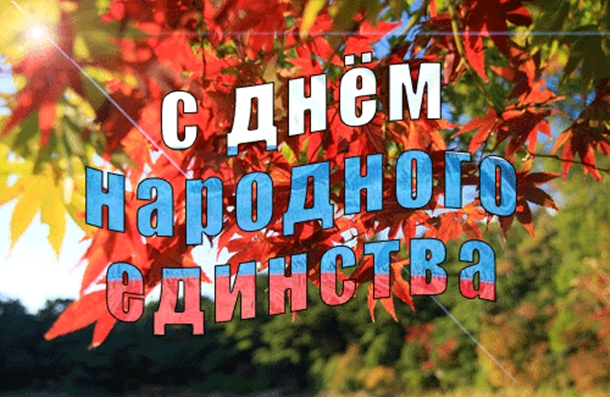 с днём
народного
единства